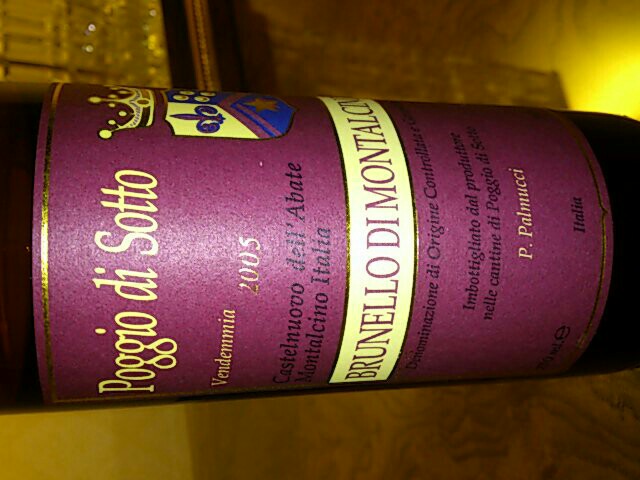 Poggio di Sotto
Vendemmia 2005
Castelnuovo dell'Abate
Montalcino Italia
BRUNELLO DI MONTALCINO
Denominazione di Origine Controllata e
Imbottigliato dal produttore
nelle cantine di Poggio di Sotto
P. Palmucci
Italia